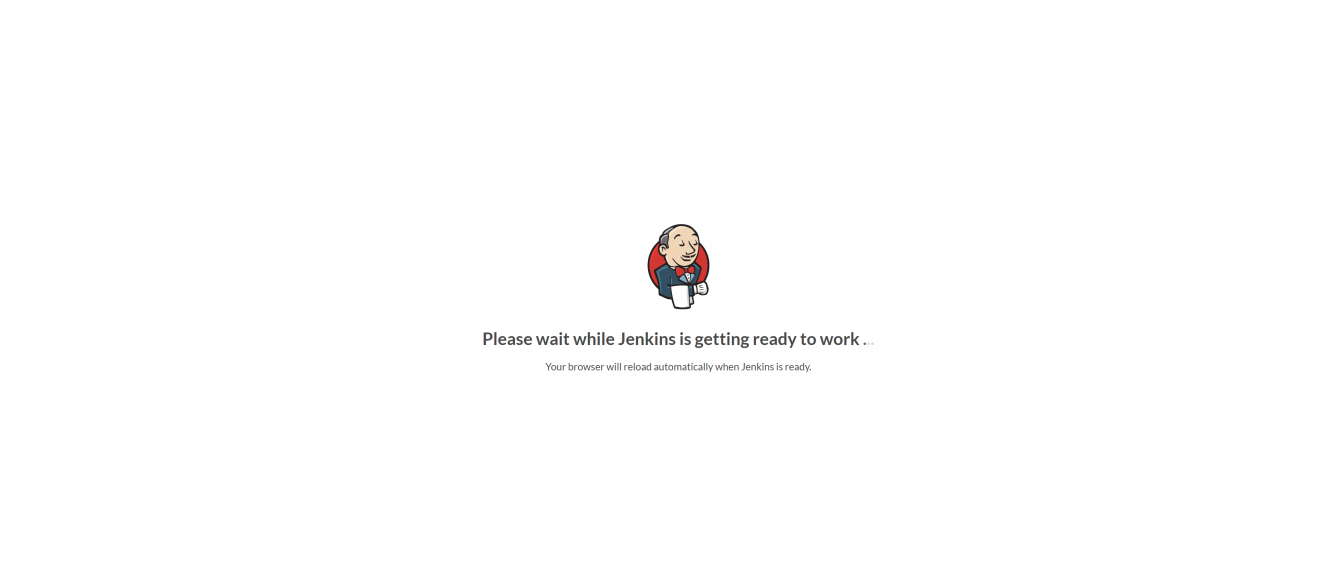 Please wait while Jenkins is getting ready to work ...
Your browser will reload automatically when Jenkins is ready.